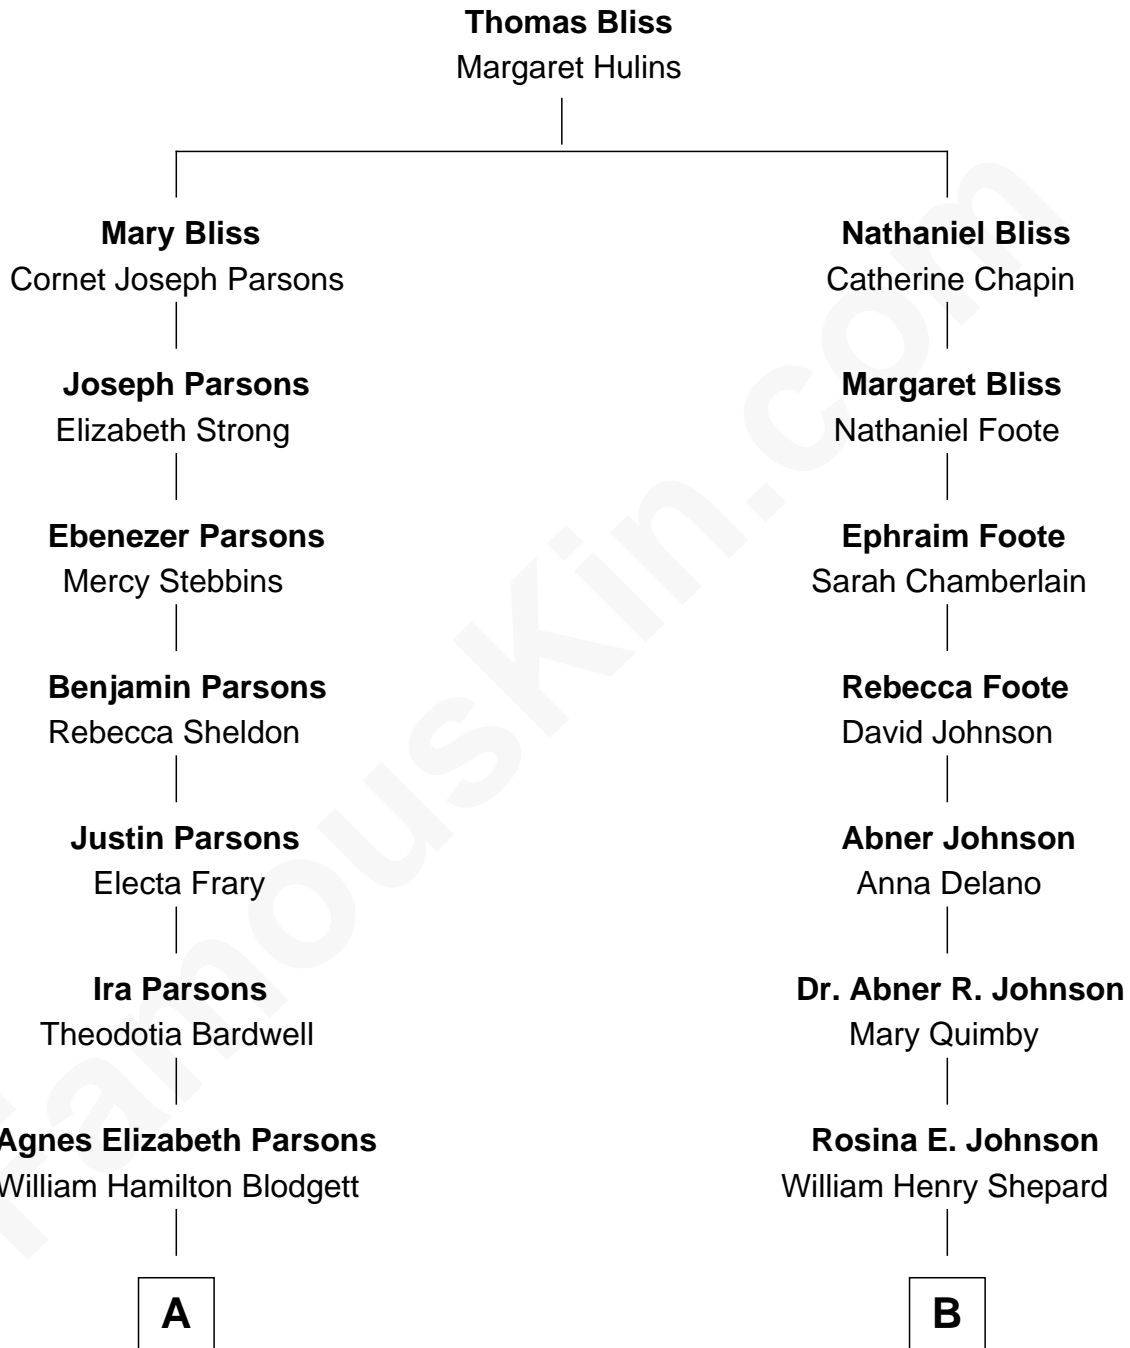 Thomas Bliss
Margaret Hulins
Mary Bliss
Cornet Joseph Parsons
Nathaniel Bliss
Catherine Chapin
Joseph Parsons
Elizabeth Strong
Margaret Bliss
Nathaniel Foote
Ebenezer Parsons
Mercy Stebbins
Ephraim Foote
Sarah Chamberlain
Benjamin Parsons
Rebecca Sheldon
Rebecca Foote
David Johnson
Justin Parsons
Electa Frary
Abner Johnson
Anna Delano
Ira Parsons
Theodotia Bardwell
Dr. Abner R. Johnson
Mary Quimby
Agnes Elizabeth Parsons
William Hamilton Blodgett
Rosina E. Johnson
William Henry Shepard
A
B
FamousKin.com